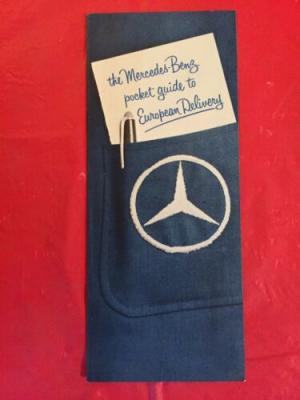 the Mercedes-Benz
pocket guide to
European Delivery